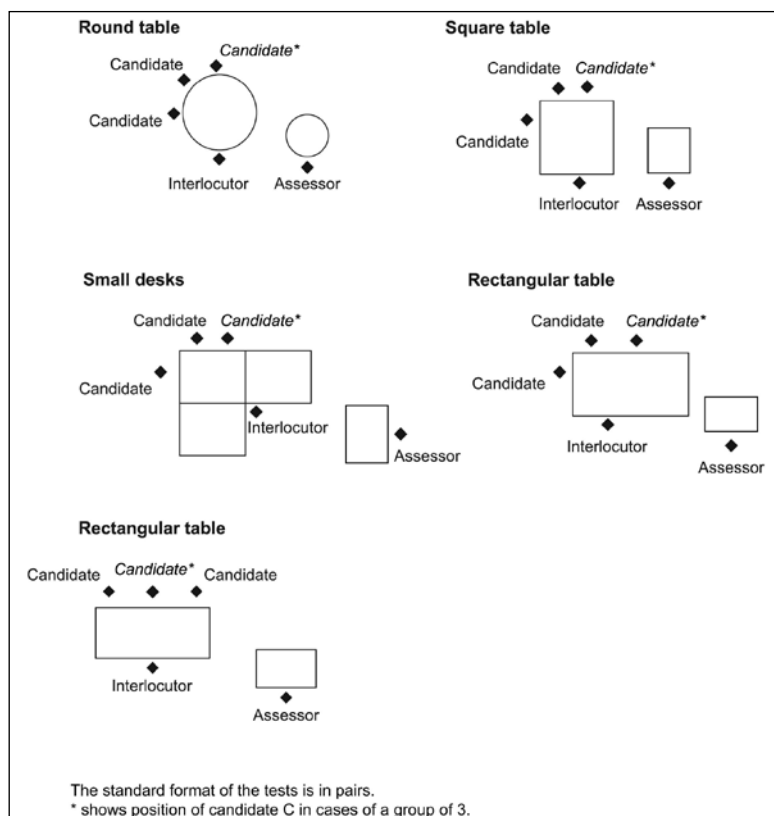 Round table
Candidate*
Candidate
Candidate
Interlocutor
Assessor
Square table
Candidate
Candidate*
Candidate
Interlocutor
Assessor
Small desks
Candidate
Candidate*
Candidate
Interlocutor
Assessor
Rectangular table
Candidate
Candidate*
Candidate
Interlocutor
Assessor
Rectangular table
Candidate
Candidate*
Candidate
Interlocutor
Assessor
The standard format of the tests is in pairs.
* shows position of candidate C in cases of a group of 3.